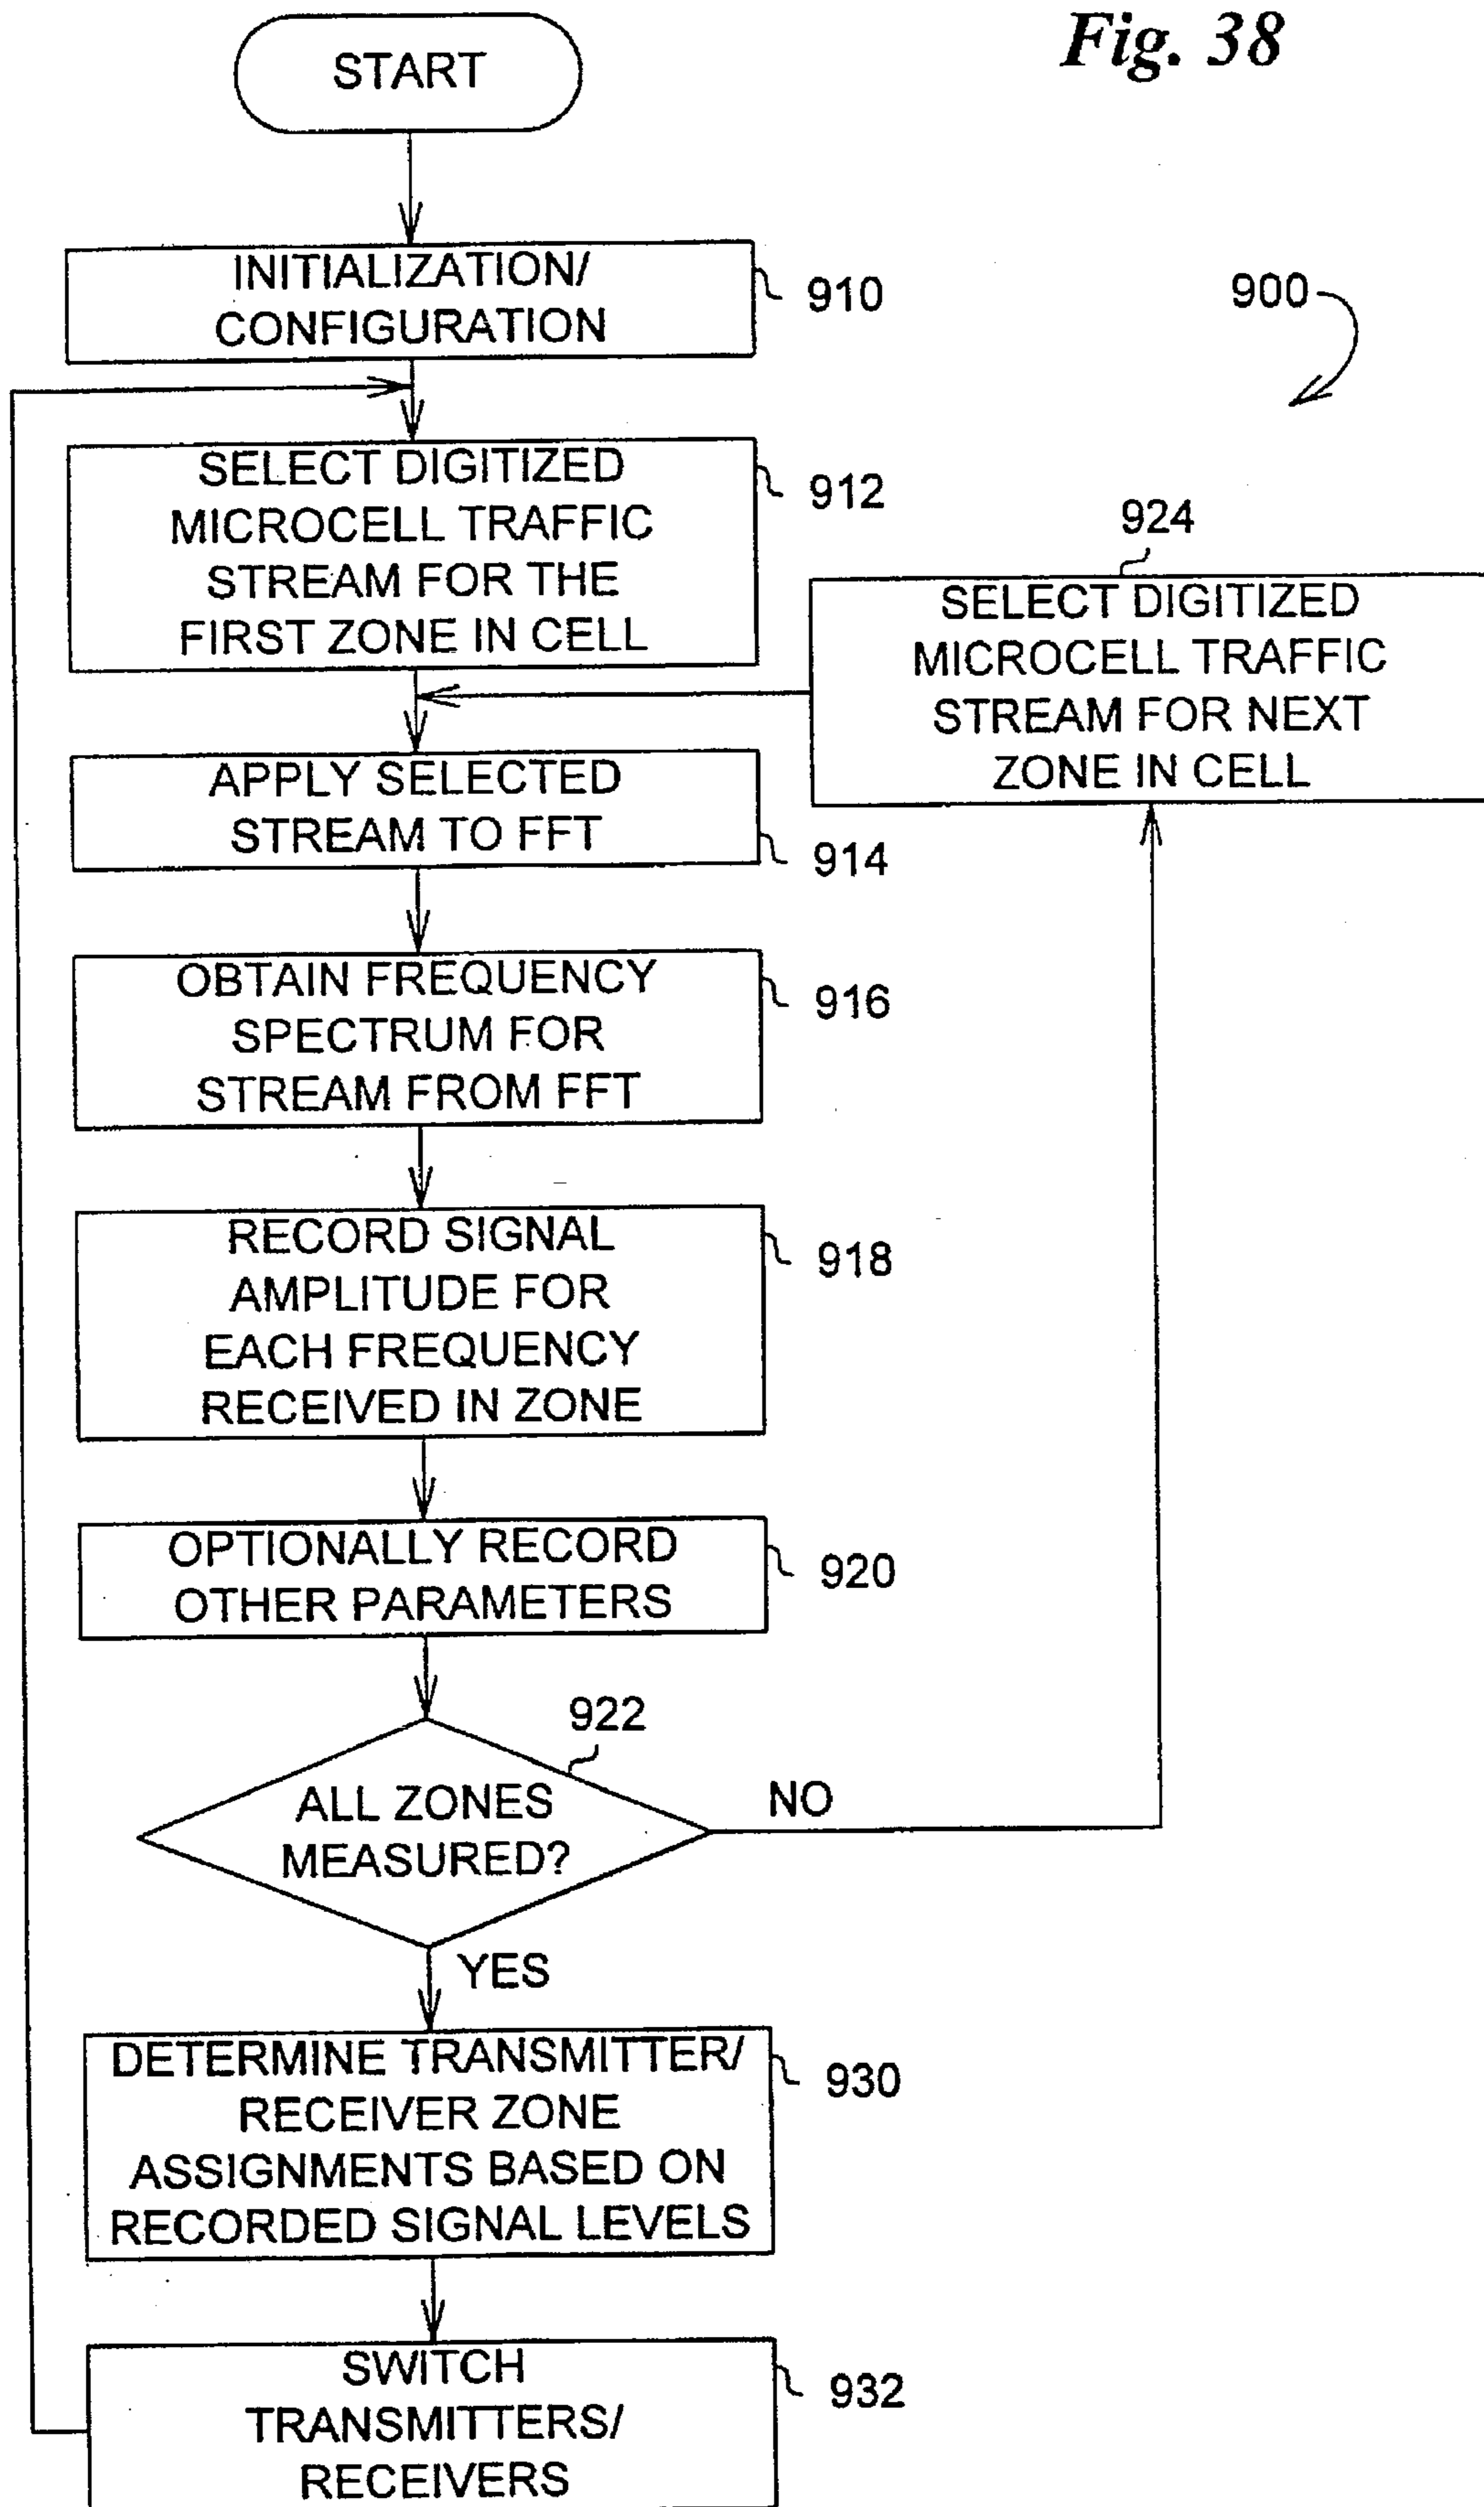 Fig. 38
START
INITIALIZATION/
CONFIGURATION
910
900
SELECT DIGITIZED
MICROCELL TRAFFIC
STREAM FOR THE
FIRST ZONE IN CELL
912
924
SELECT DIGITIZED
MICROCELL TRAFFIC
STREAM FOR NEXT
ZONE IN CELL
APPLY SELECTED
STREAM TO FFT
914
OBTAIN FREQUENCY
SPECTRUM FOR
STREAM FROM FFT
916
RECORD SIGNAL
AMPLITUDE FOR
EACH FREQUENCY
RECEIVED IN ZONE
918
OPTIONALLY RECORD
OTHER PARAMETERS
920
922
ALL ZONES
MEASURED?
NO
YES
DETERMINE TRANSMITTER/
RECEIVER ZONE
ASSIGNMENTS BASED ON
RECORDED SIGNAL LEVELS
930
SWITCH
TRANSMITTERS/
RECEIVERS
932